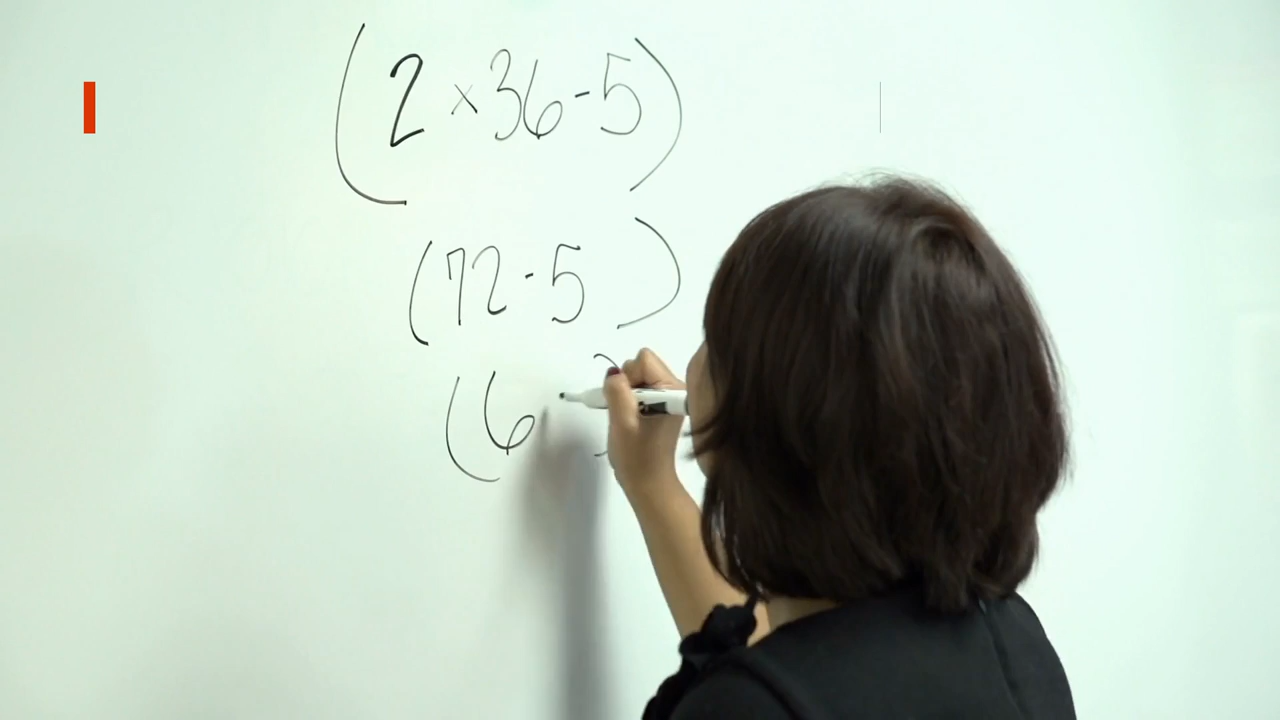 (2 × 36 - 5)
(72 - 5)
(6 )